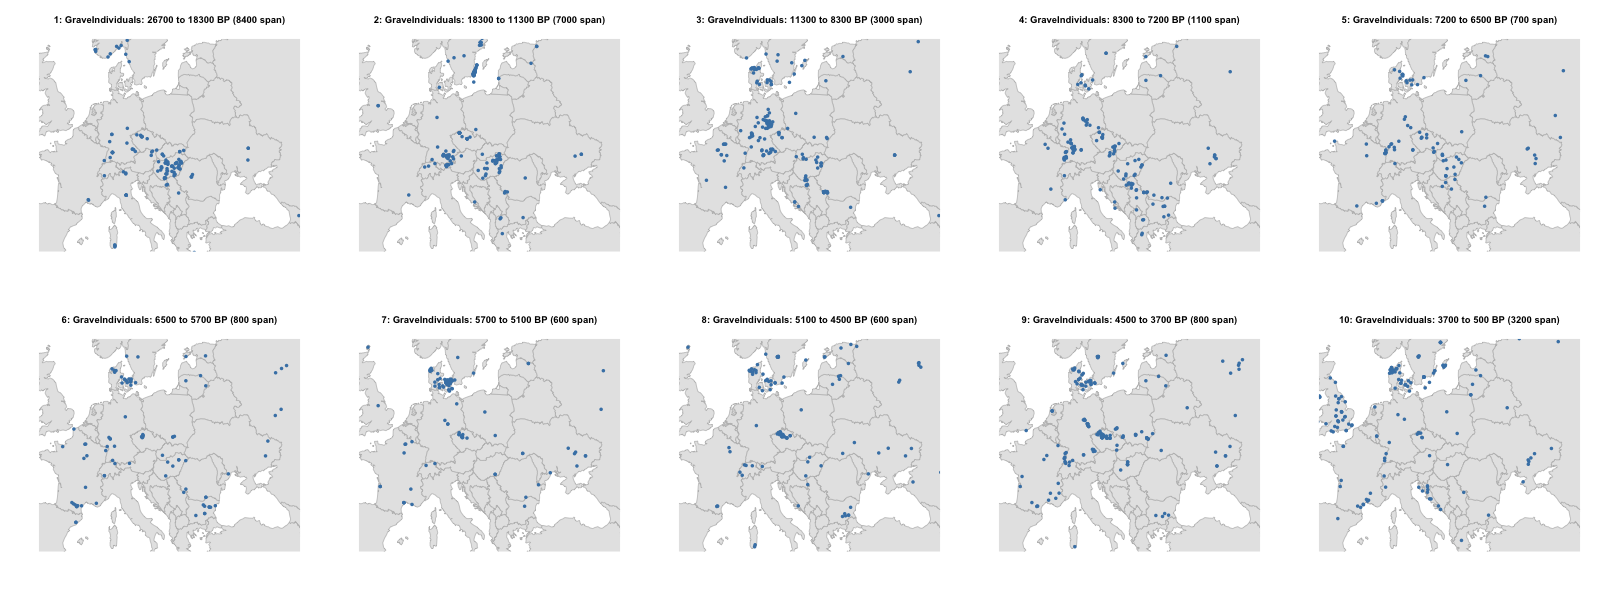 1: GraveIndividuals: 26700 to 18300 BP (8400 span)
2: GraveIndividuals: 18300 to 11300 BP (7000 span)
3: GraveIndividuals: 11300 to 8300 BP (3000 span)
4: GraveIndividuals: 8300 to 7200 BP (1100 span)
5: GraveIndividuals: 7200 to 6500 BP (700 span)
6: GraveIndividuals: 6500 to 5700 BP (800 span)
7: GraveIndividuals: 5700 to 5100 BP (600 span)
8: GraveIndividuals: 5100 to 4500 BP (600 span)
9: GraveIndividuals: 4500 to 3700 BP (800 span)
10: GraveIndividuals: 3700 to 500 BP (3200 span)